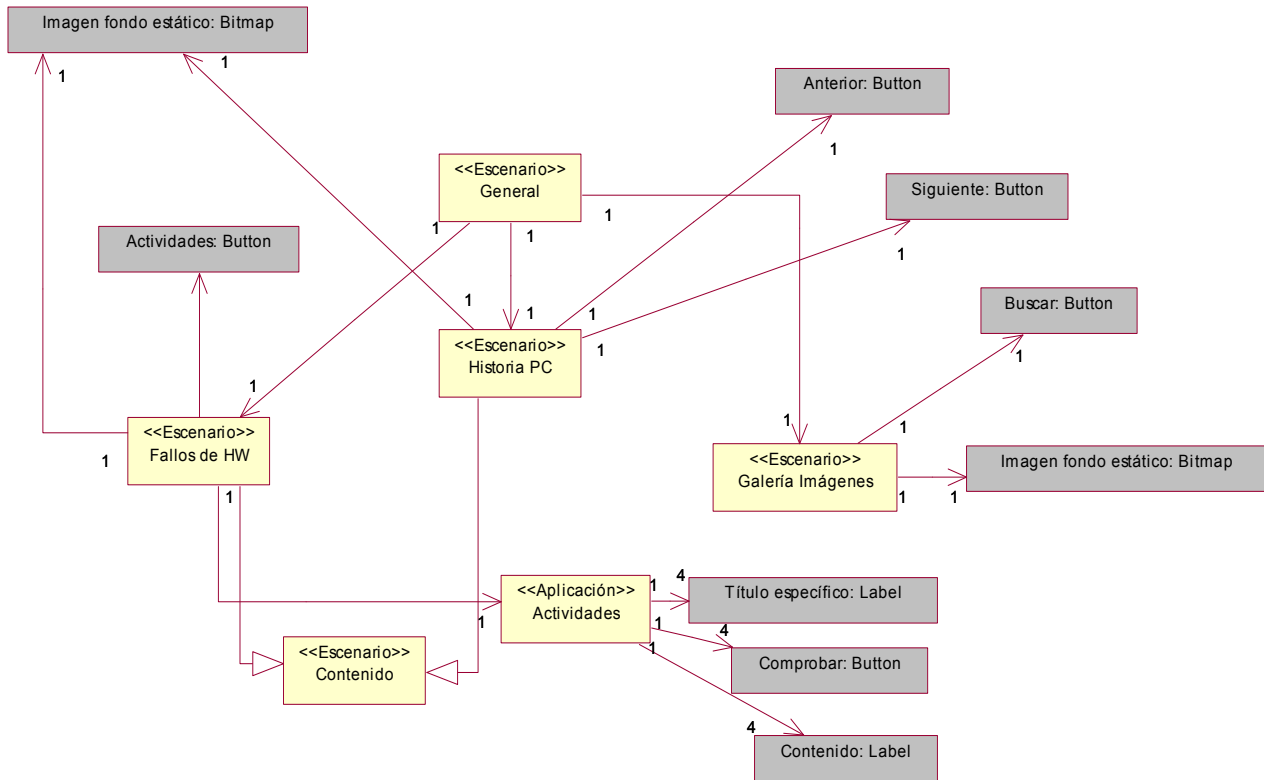 Imagen fondo estático: Bitmap
1
1
Anterior: Button
1
<<Escenario>>
General
1
1
1
Siguiente: Button
1
Actividades: Button
Buscar: Button
1
1
1
1
1
<<Escenario>>
Historia PC
1
1
<<Escenario>>
Fallos de HW
1
1
1
1
<<Escenario>>
Galería Imágenes
1
1
Imagen fondo estático: Bitmap
<<Aplicación>>
Actividades
1
1
4
Título específico: Label
1
4
Comprobar: Button
1
4
Contenido: Label
<<Escenario>>
Contenido